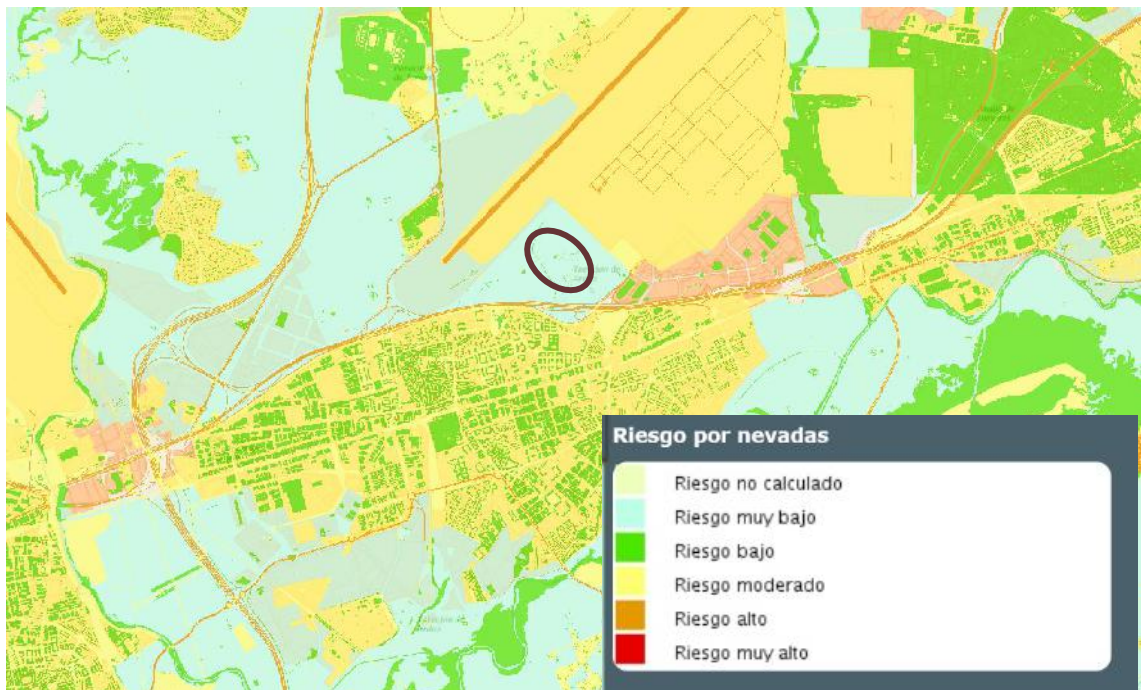 Riesgo por nevadas
Riesgo no calculado
Riesgo muy bajo
Riesgo bajo
Riesgo moderado
Riesgo alto
Riesgo muy alto